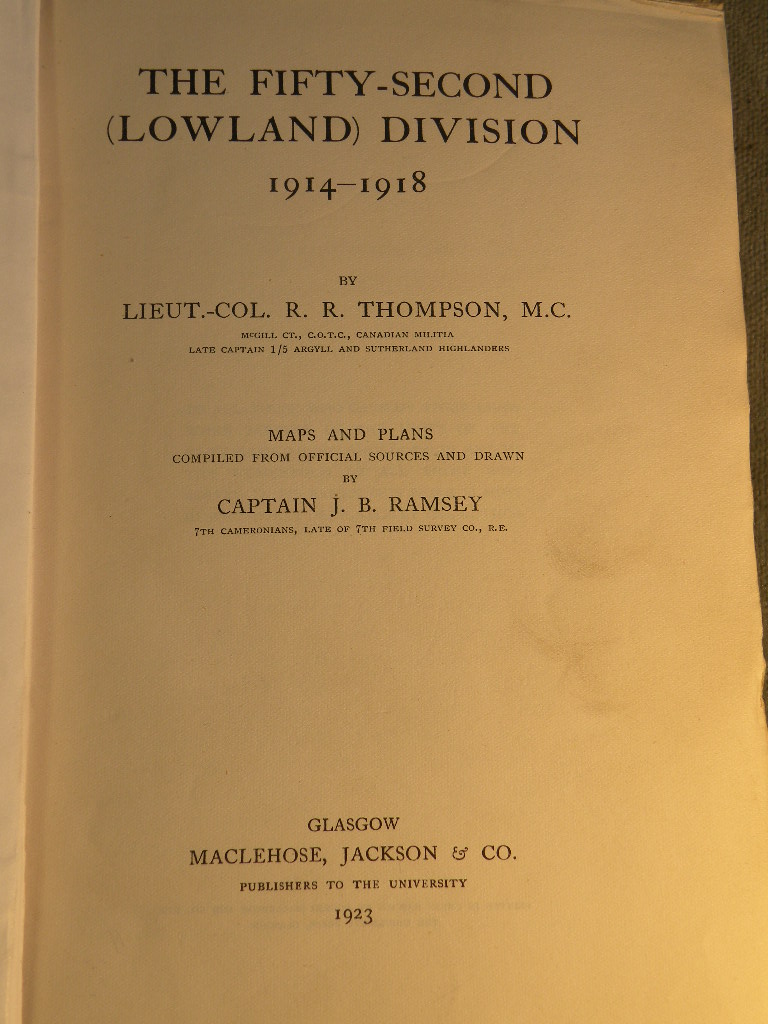 THE FIFTY-SECOND
(LOWLAND) DIVISION
1914–1918
BY
LIEUT.-COL. R. R. THOMPSON, M.C.
McGILL CT., C.O.T.C., CANADIAN MILITIA
LATE CAPTAIN 1/5 ARGYLL AND SUTHERLAND HIGHLANDERS
MAPS AND PLANS
COMPILED FROM OFFICIAL SOURCES AND DRAWN
BY
CAPTAIN J. B. RAMSEY
7TH CAMERONIANS, LATE OF 7TH FIELD SURVEY CO., R.E.
GLASGOW
MACLEHOSE, JACKSON & CO.
PUBLISHERS TO THE UNIVERSITY
1923